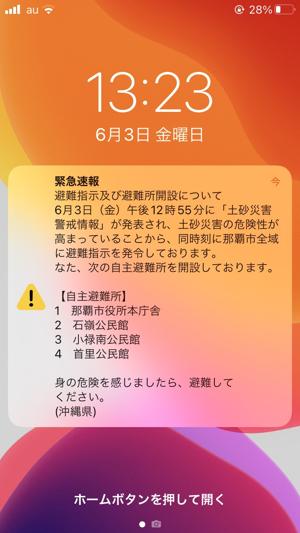 au 28%
13:23
6月3日 金曜日
緊急速報 今
避難指示及び避難所開設について
6月3日（金）午後12時55分に「土砂災害
警戒情報」が発表され、土砂災害の危険性が
高まっていることから、同時刻に那覇市全域
に避難指示を発令しております。
なた、次の自主避難所を開設しております。
【自主避難所】
1 那覇市役所本庁舎
2 石嶺公民館
3 小禄南公民館
4 首里公民館
身の危険を感じましたら、避難して
ください。
(沖縄県)
ホームボタンを押して開く